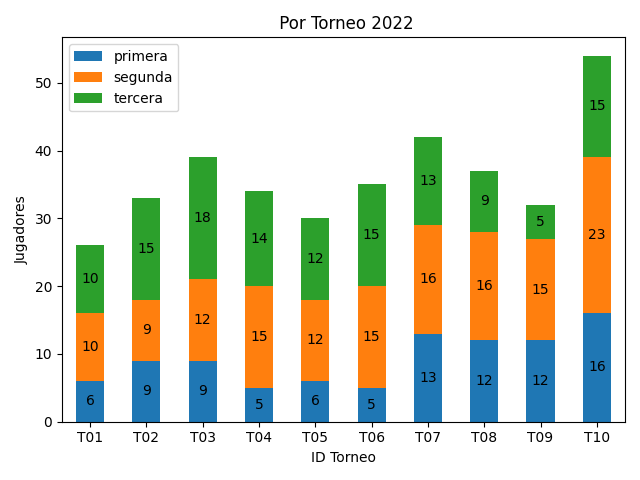 Por Torneo 2022
primera
segunda
tercera
Jugadores
50
40
30
20
10
0
10 15 18 14 12 15 13 9 5 15
10 9 12 15 12 15 16 16 15 23
6 9 9 5 6 5 13 12 12 16
T01 T02 T03 T04 T05 T06 T07 T08 T09 T10
ID Torneo